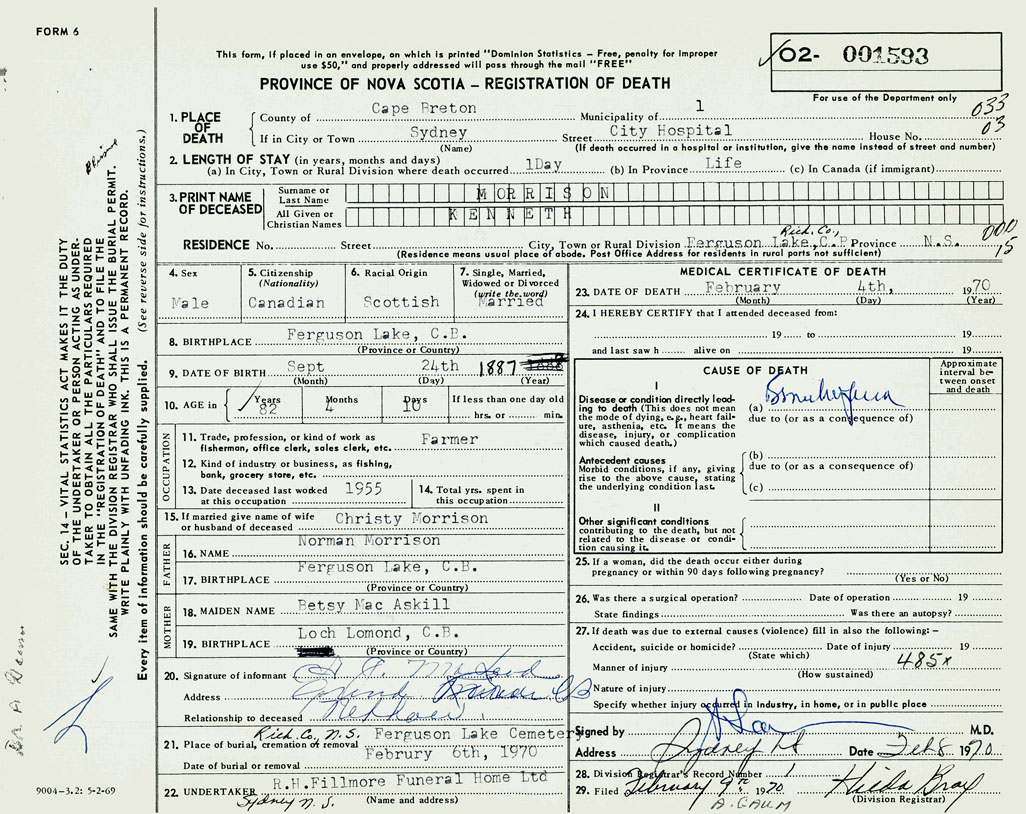 FORM 6
This form, if placed in an envelope, on which is printed "Dominion Statistics – Free, penalty for improper
use $50," and properly addressed will pass through the mail "FREE"
O2- 001593
For use of the Department only
PROVINCE OF NOVA SCOTIA – REGISTRATION OF DEATH
033
03
1. PLACE OF DEATH
County of Cape Breton Municipality of 1
If in City or Town Sydney Street City Hospital House No.
(Name) (If death occurred in a hospital or institution, give the name instead of street and number)
2. LENGTH OF STAY (in years, months and days)
(a) In City, Town or Rural Division where death occurred 1Day (b) In Province Life (c) In Canada (if immigrant)
3. PRINT NAME OF DECEASED
Surname or Last Name MORRISON
All Given or Christian Names KENNETH
Rich. Co., 000
15
RESIDENCE No. Street City, Town or Rural Division Ferguson Lake, C.B Province N.S.
(Residence means usual place of abode. Post Office Address for residents in rural parts not sufficient)
4. Sex Male
5. Citizenship (Nationality) Canadian
6. Racial Origin Scottish
7. Single, Married, Widowed or Divorced (write the word) Married
8. BIRTHPLACE Ferguson Lake, C.B.
(Province or Country)
9. DATE OF BIRTH Sept 24th 1887
(Month) (Day) (Year)
10. AGE in Years 82 Months 4 Days 10 If less than one day old
hrs. or min.
OCCUPATION
11. Trade, profession, or kind of work as fisherman, office clerk, sales clerk, etc. Farmer
12. Kind of industry or business, as fishing, bank, grocery store, etc.
13. Date deceased last worked at this occupation 1955
14. Total yrs. spent in this occupation
15. If married give name of wife or husband of deceased Christy Morrison
FATHER
16. NAME Norman Morrison
17. BIRTHPLACE Ferguson Lake, C.B.
(Province or Country)
MOTHER
18. MAIDEN NAME Betsy Mac Askill
19. BIRTHPLACE Loch Lomond, C.B.
(Province or Country)
20. Signature of informant
Address
Relationship to deceased Nephew
Rich. Co., N.S.
21. Place of burial, cremation or removal Ferguson Lake Cemetery
Date of burial or removal Februry 6th, 1970
22. UNDERTAKER R.H.Fillmore Funeral Home Ltd
Sydney N.S. (Name and address)
MEDICAL CERTIFICATE OF DEATH
23. DATE OF DEATH February 4th, 1970
(Month) (Day) (Year)
24. I HEREBY CERTIFY that I attended deceased from:
19 to 19
and last saw h alive on 19
CAUSE OF DEATH
Approximate interval between onset and death
I
Disease or condition directly leading to death (This does not mean the mode of dying, e.g., heart failure, asthenia, etc. It means the disease, injury, or complication which caused death.)
(a)
due to (or as a consequence of)
Antecedent causes
Morbid conditions, if any, giving rise to the above cause, stating the underlying condition last.
(b)
due to (or as a consequence of)
(c)
II
Other significant conditions
contributing to the death, but not related to the disease or condition causing it.
25. If a woman, did the death occur either during
pregnancy or within 90 days following pregnancy?
(Yes or No)
26. Was there a surgical operation? Date of operation 19
State findings Was there an autopsy?
27. If death was due to external causes (violence) fill in also the following: –
Accident, suicide or homicide? Date of injury 19
(State which) 485x
Manner of injury
(How sustained)
Nature of injury
Specify whether injury occurred in Industry, in home, or in public place
Signed by M.D.
Address Sydney Date Feb 8 1970
28. Division Registrar's Record Number 1
29. Filed February 9th 1970
(Division Registrar)
SEC. 14 – VITAL STATISTICS ACT MAKES IT THE DUTY
OF THE UNDERTAKER OR PERSON ACTING AS UNDER-
TAKER TO OBTAIN ALL THE PARTICULARS REQUIRED
IN THE "REGISTRATION OF DEATH" AND TO FILE THE
SAME WITH THE DIVISION REGISTRAR WHO SHALL ISSUE THE BURIAL PERMIT.
WRITE PLAINLY WITH UNFADING INK, THIS IS A PERMANENT RECORD.
Every item of information should be carefully supplied. (See reverse side for instructions.)
9004-3.2: 5-2-69